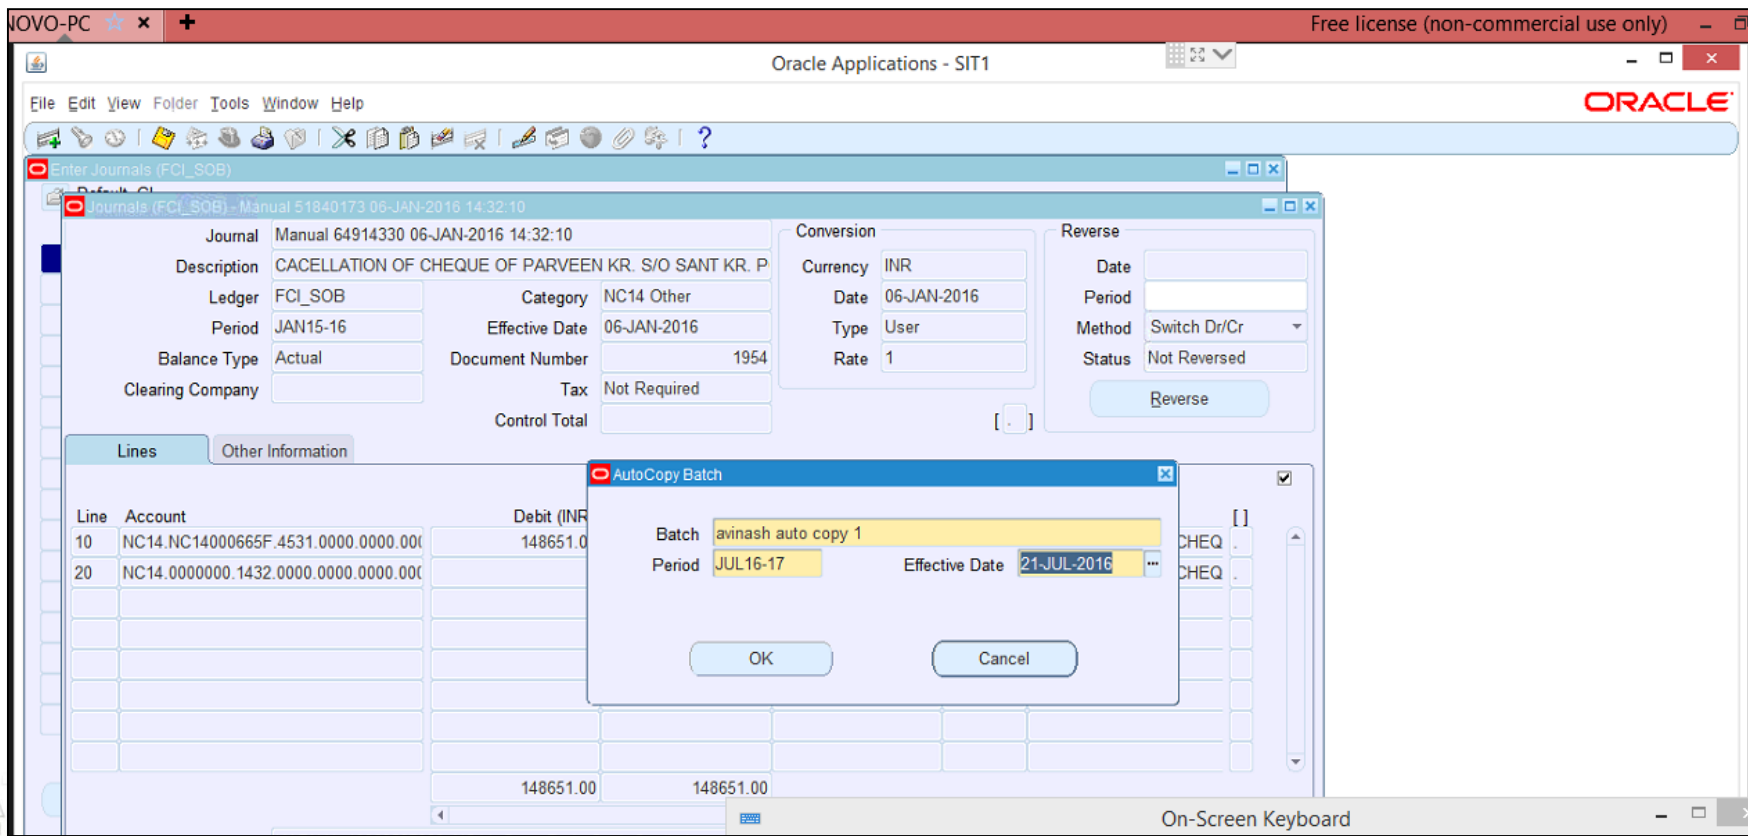 NOVO-PC
Free license (non-commercial use only)
Oracle Applications - SIT1
File Edit View Folder Tools Window Help
ORACLE
Enter Journals (FCI_SOB)
Journals (FCI_SOB) - Manual 51840173 06-JAN-2016 14:32:10
Journal Manual 64914330 06-JAN-2016 14:32:10
Conversion
Reverse
Description CACELLATION OF CHEQUE OF PARVEEN KR. S/O SANT KR. P
Currency INR
Date
Ledger FCI_SOB Category NC14 Other
Date 06-JAN-2016
Period
Period JAN15-16 Effective Date 06-JAN-2016
Type User
Method Switch Dr/Cr
Balance Type Actual Document Number 1954
Rate 1
Status Not Reversed
Clearing Company Tax Not Required
Reverse
Control Total
[ . ]
Lines Other Information
AutoCopy Batch
Line Account Debit (INR [ ]
Batch avinash auto copy 1
10 NC14.NC14000665F.4531.0000.0000.00( 148651.0 CHEQ .
Period JUL16-17 Effective Date 21-JUL-2016 ...
20 NC14.0000000.1432.0000.0000.0000.00( CHEQ .
OK Cancel
148651.00 148651.00
On-Screen Keyboard